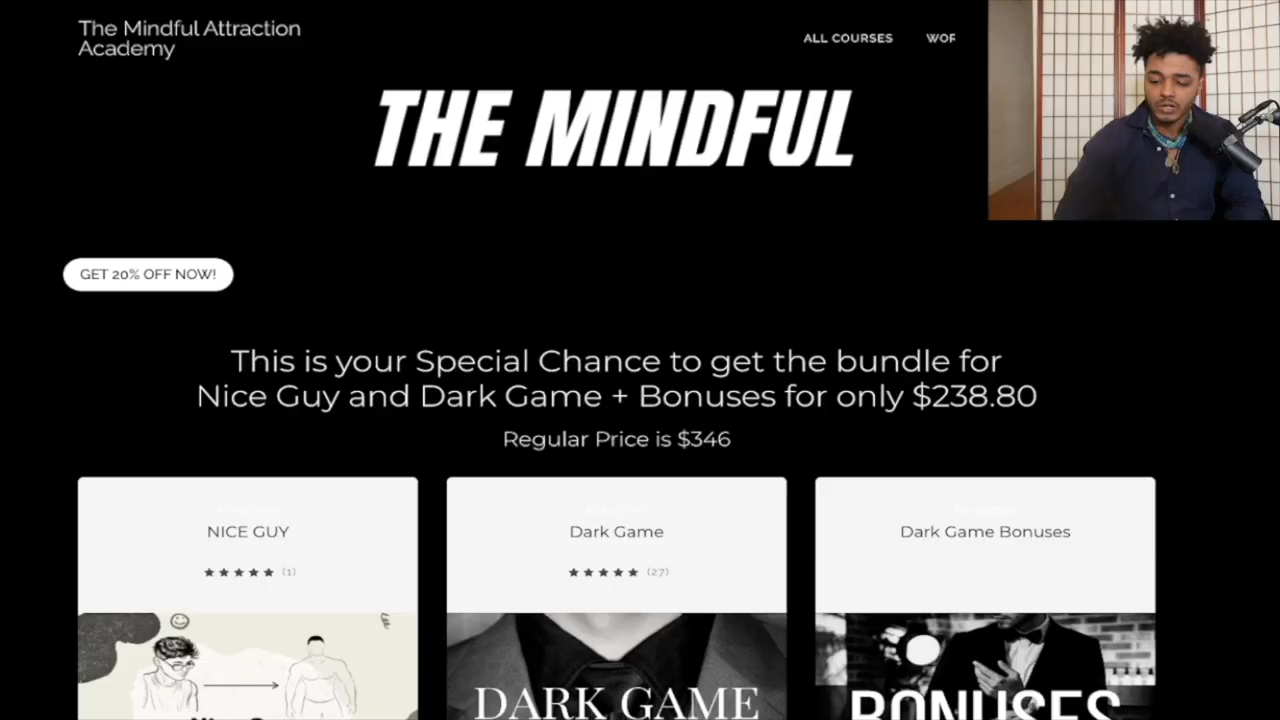 The Mindful Attraction
Academy
ALL COURSES
THE MINDFUL
GET 20% OFF NOW!
This is your Special Chance to get the bundle for
Nice Guy and Dark Game + Bonuses for only $238.80
Regular Price is $346
NICE GUY
(1)
Dark Game
(27)
Dark Game Bonuses
DARK GAME
BONUSES